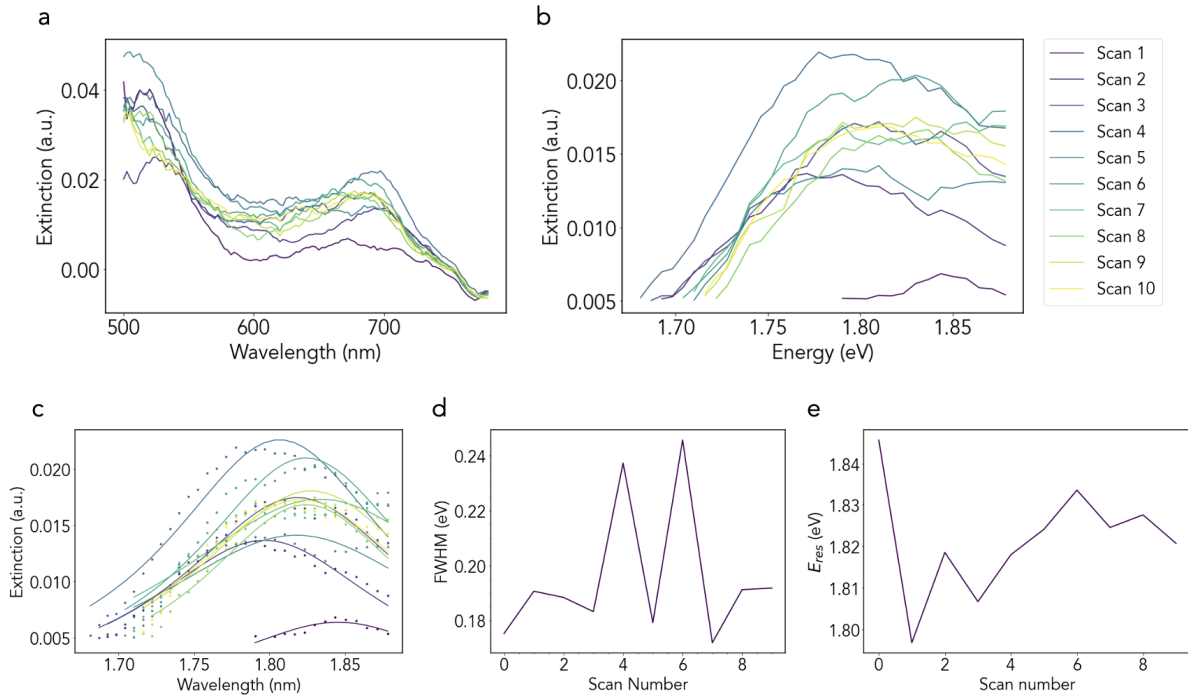 a
Extinction (a.u.)
0.04
0.02
0.00
500
600
700
Wavelength (nm)
b
Extinction (a.u.)
0.020
0.015
0.010
0.005
1.70
1.75
1.80
1.85
Energy (eV)
Scan 1
Scan 2
Scan 3
Scan 4
Scan 5
Scan 6
Scan 7
Scan 8
Scan 9
Scan 10
c
Extinction (a.u.)
0.020
0.015
0.010
0.005
1.70
1.75
1.80
1.85
Wavelength (nm)
d
FWHM (eV)
0.24
0.22
0.20
0.18
0
2
4
6
8
Scan Number
e
E_res (eV)
1.84
1.83
1.82
1.81
1.80
0
2
4
6
8
Scan number